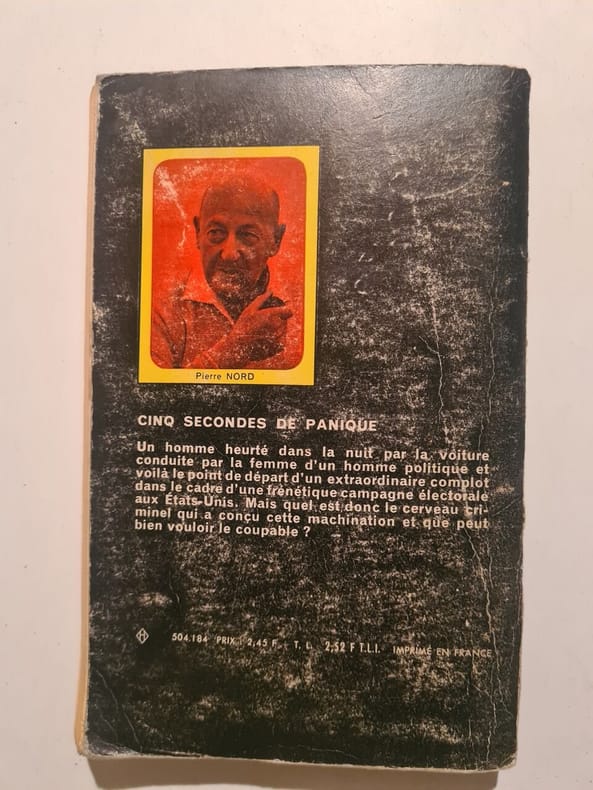 Pierre NORD
CINQ SECONDES DE PANIQUE
Un homme heurté dans la nuit par la voiture
conduite par la femme d'un homme politique et
voilà le point de départ d'un extraordinaire complot
dans le cadre d'une frénétique campagne électorale
aux États-Unis. Mais quel est donc le cerveau cri-
minel qui a conçu cette machination et que peut
bien vouloir le coupable ?
504.184 PRIX : 2,45 F. T. L. 2,52 F T.L.I. IMPRIMÉ EN FRANCE